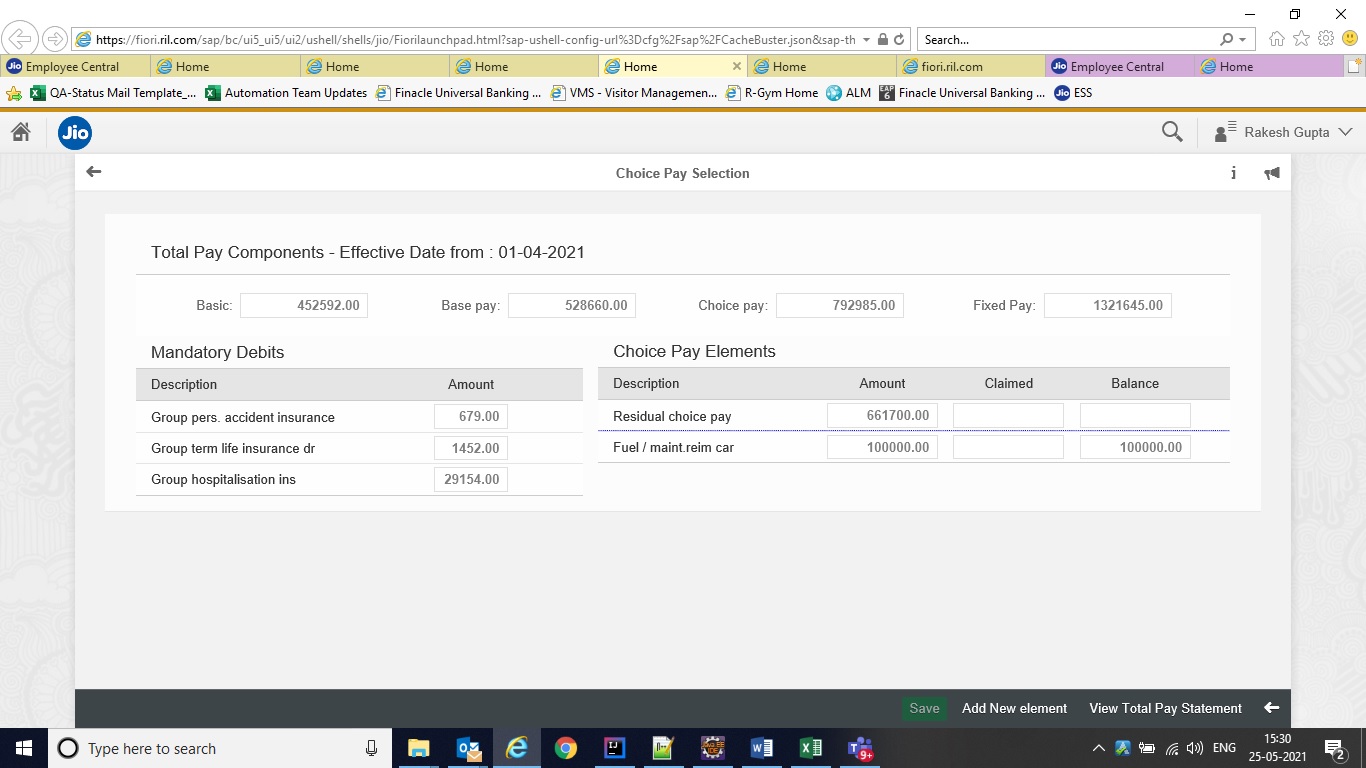 https://fiori.ril.com/sap/bc/ui5_ui5/ui2/ushell/shells/jio/Fiorilaunchpad.html?sap-ushell-config-url%3Dcfg%2Fsap%2FCacheBuster.json&sap-th Search...
Jio Employee Central Home Home Home Home fiori.ril.com Jio Employee Central Home
QA-Status Mail Template_... Automation Team Updates Finacle Universal Banking ... VMS - Visitor Managemen... R-Gym Home ALM Finacle Universal Banking ... Jio ESS
Jio Rakesh Gupta
Choice Pay Selection
Total Pay Components - Effective Date from : 01-04-2021
Basic: 452592.00 Base pay: 528660.00 Choice pay: 792985.00 Fixed Pay: 1321645.00
Mandatory Debits Choice Pay Elements
Description Amount Description Amount Claimed Balance
Group pers. accident insurance 679.00 Residual choice pay 661700.00
Group term life insurance dr 1452.00 Fuel / maint.reim car 100000.00 100000.00
Group hospitalisation ins 29154.00
Save Add New element View Total Pay Statement
Type here to search 9+ ENG 15:30
25-05-2021 2